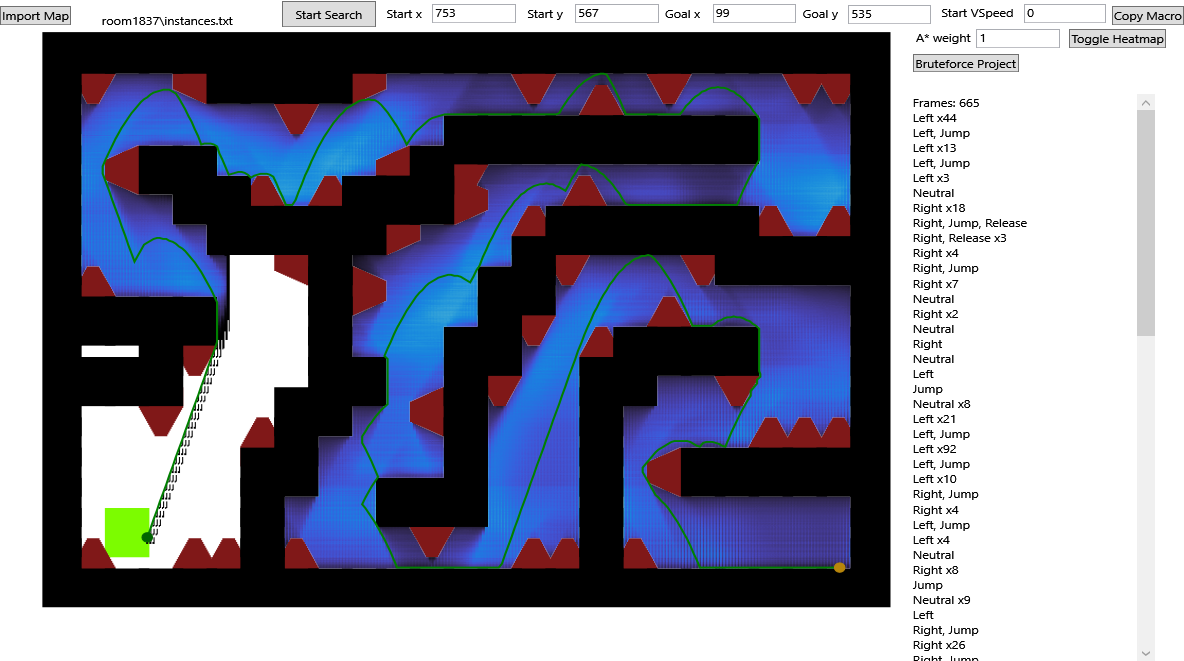 Import Map
room1837\instances.txt
Start Search
Start x 753
Start y 567
Goal x 99
Goal y 535
Start VSpeed 0
Copy Macro
A* weight 1
Toggle Heatmap
Bruteforce Project
Frames: 665
Left x44
Left, Jump
Left x13
Left, Jump
Left x3
Neutral
Right x18
Right, Jump, Release
Right, Release x3
Right x4
Right, Jump
Right x7
Neutral
Right x2
Neutral
Right
Neutral
Left
Jump
Neutral x8
Left x21
Left, Jump
Left x92
Left, Jump
Left x10
Right, Jump
Right x4
Left, Jump
Left x4
Neutral
Right x8
Jump
Neutral x9
Left
Right, Jump
Right x26
Right, Jump